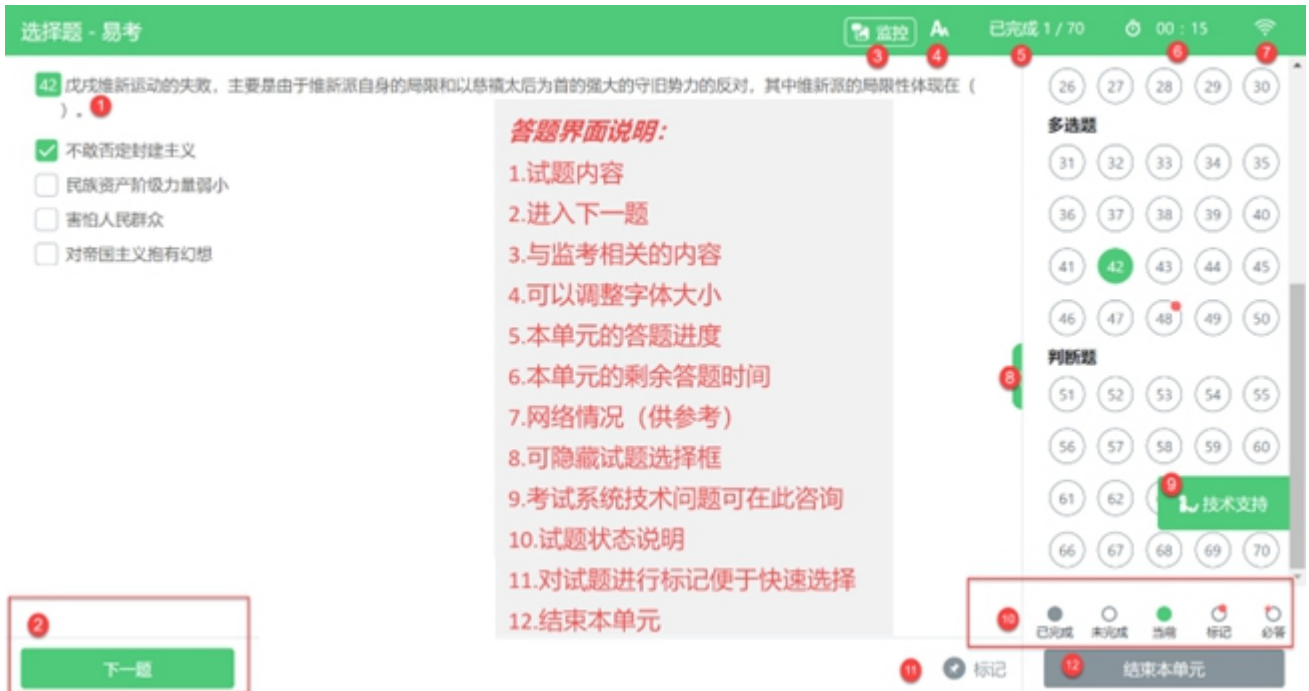 选择题 - 易考
监控
3
AA
4
已完成 1 / 70
5
00 : 15
6
7
42 戊戌维新运动的失败，主要是由于维新派自身的局限和以慈禧太后为首的强大的守旧势力的反对，其中维新派的局限性体现在（
）。
1
不敢否定封建主义
民族资产阶级力量弱小
害怕人民群众
对帝国主义抱有幻想
答题界面说明：
1.试题内容
2.进入下一题
3.与监考相关的内容
4.可以调整字体大小
5.本单元的答题进度
6.本单元的剩余答题时间
7.网络情况（供参考）
8.可隐藏试题选择框
9.考试系统技术问题可在此咨询
10.试题状态说明
11.对试题进行标记便于快速选择
12.结束本单元
26 27 28 29 30
多选题
31 32 33 34 35
36 37 38 39 40
41 42 43 44 45
46 47 48 49 50
8
判断题
51 52 53 54 55
56 57 58 59 60
61 62
9
技术支持
66 67 68 69 70
10
已完成 未完成 当前 标记 必答
2
下一题
11
标记
12
结束本单元